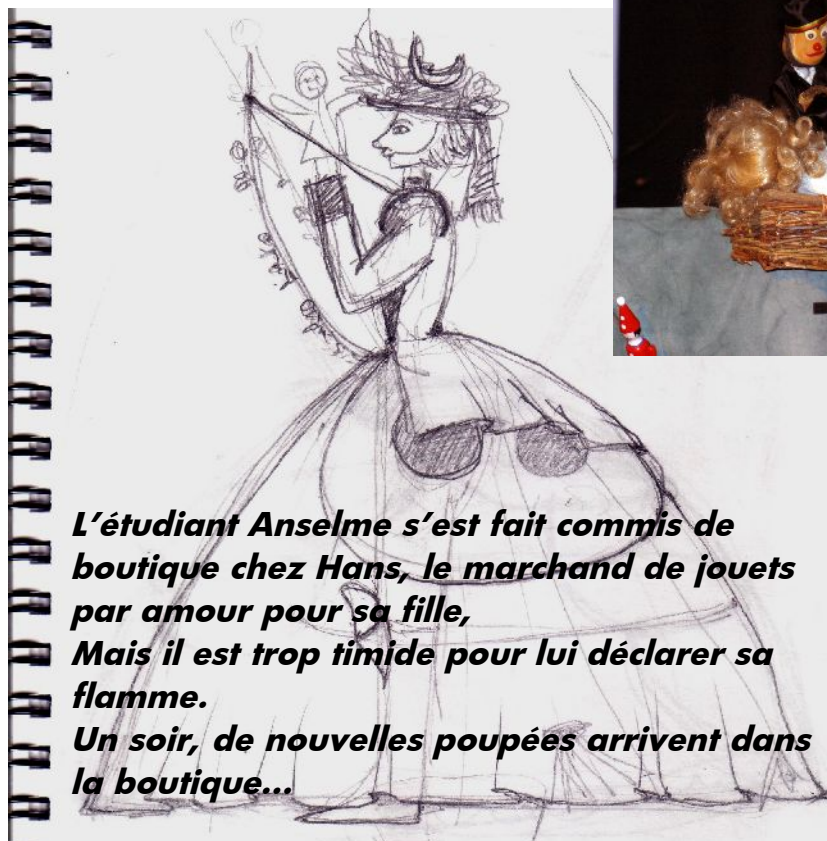 L’étudiant Anselme s’est fait commis de
boutique chez Hans, le marchand de jouets
par amour pour sa fille,
Mais il est trop timide pour lui déclarer sa
flamme.
Un soir, de nouvelles poupées arrivent dans
la boutique...